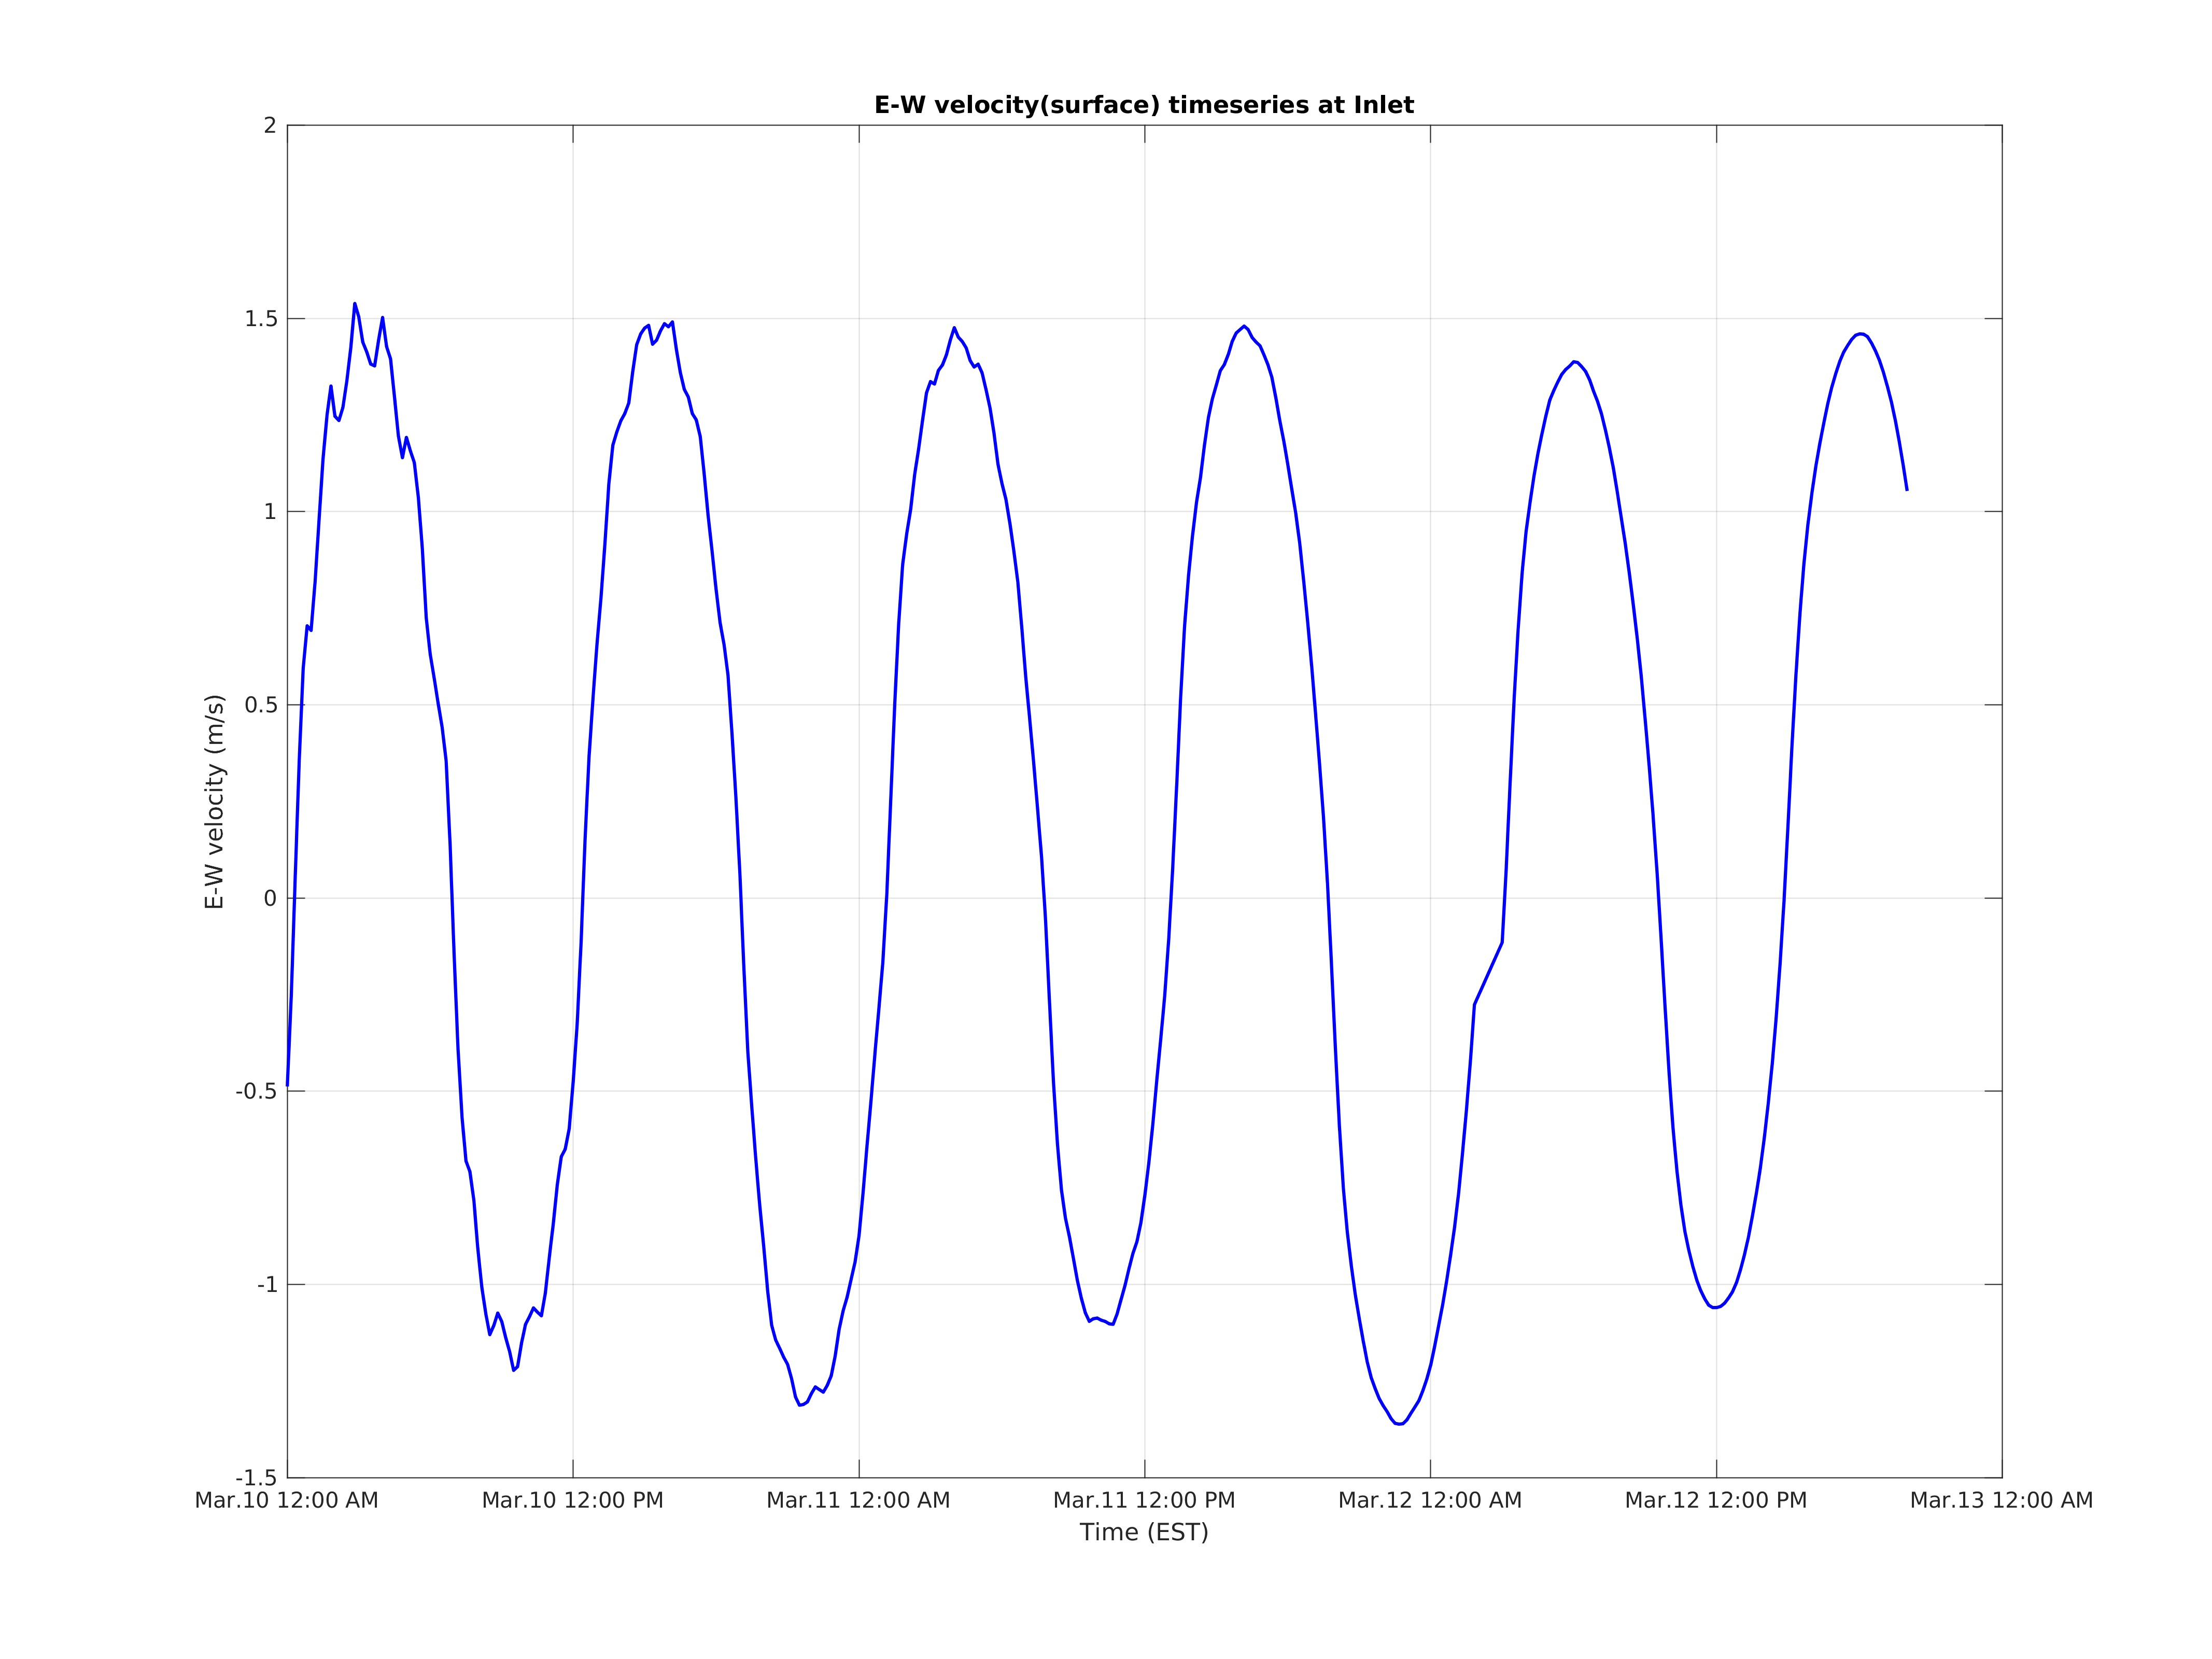 E-W velocity(surface) timeseries at Inlet
2
1.5
1
0.5
0
-0.5
-1
-1.5
E-W velocity (m/s)
Mar.10 12:00 AM Mar.10 12:00 PM Mar.11 12:00 AM Mar.11 12:00 PM Mar.12 12:00 AM Mar.12 12:00 PM Mar.13 12:00 AM
Time (EST)